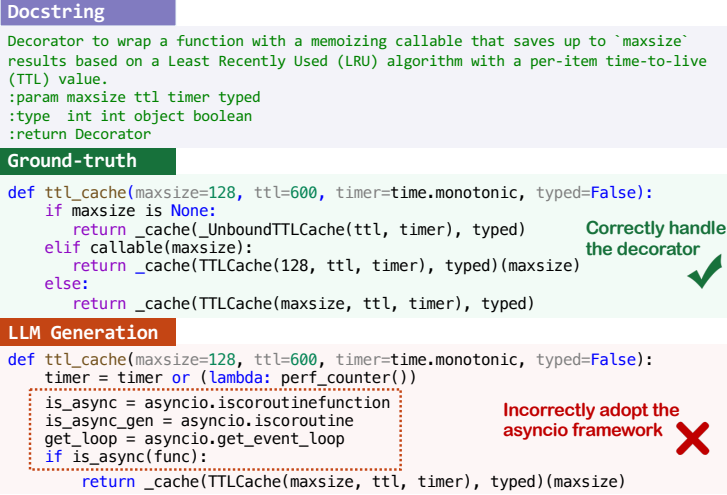 Docstring
Decorator to wrap a function with a memoizing callable that saves up to `maxsize`
results based on a Least Recently Used (LRU) algorithm with a per-item time-to-live
(TTL) value.
:param maxsize ttl timer typed
:type  int int object boolean
:return Decorator
Ground-truth
def ttl_cache(maxsize=128, ttl=600, timer=time.monotonic, typed=False):
    if maxsize is None:
        return _cache(_UnboundTTLCache(ttl, timer), typed)
    elif callable(maxsize):
        return _cache(TTLCache(128, ttl, timer), typed)(maxsize)
    else:
        return _cache(TTLCache(maxsize, ttl, timer), typed)
Correctly handle
the decorator
LLM Generation
def ttl_cache(maxsize=128, ttl=600, timer=time.monotonic, typed=False):
    timer = timer or (lambda: perf_counter())
    is_async = asyncio.iscoroutinefunction
    is_async_gen = asyncio.iscoroutine
    get_loop = asyncio.get_event_loop
    if is_async(func):
        return _cache(TTLCache(maxsize, ttl, timer), typed)(maxsize)
Incorrectly adopt the
asyncio framework